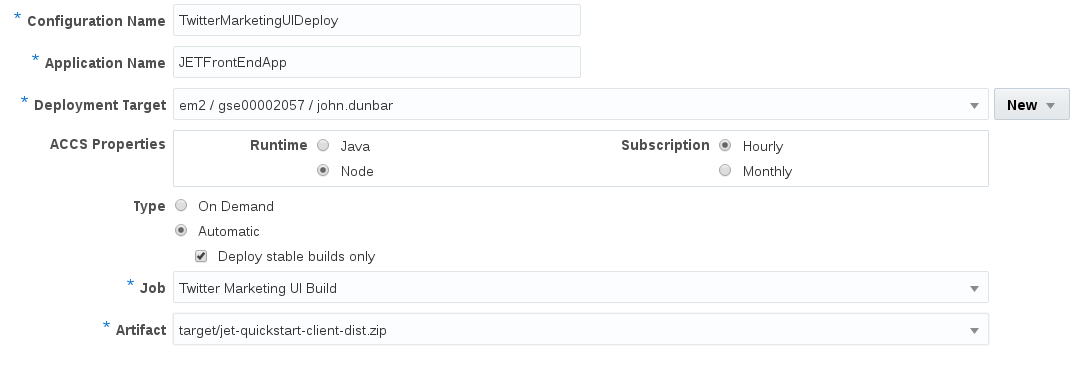 * Configuration Name TwitterMarketingUIDeploy
* Application Name JETFrontEndApp
* Deployment Target em2 / gse00002057 / john.dunbar New
ACCS Properties Runtime Java Subscription Hourly
Node Monthly
Type On Demand
Automatic
Deploy stable builds only
* Job Twitter Marketing UI Build
* Artifact target/jet-quickstart-client-dist.zip